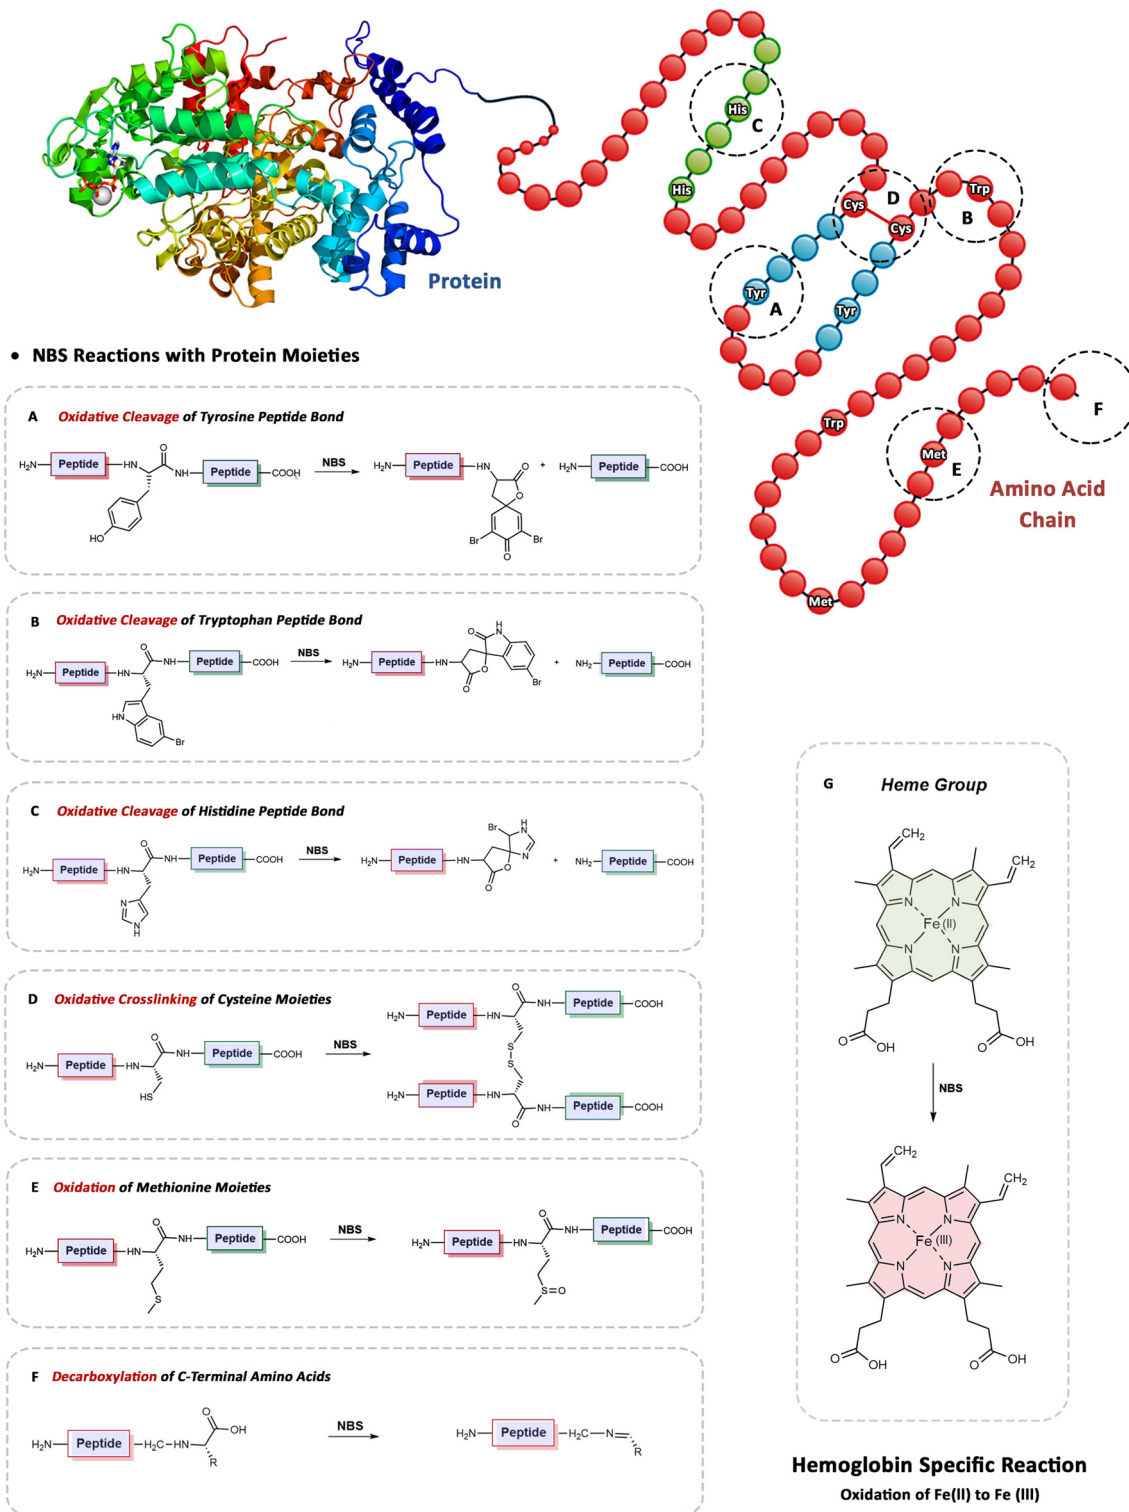 His
C
His
D
Cys
Cys
Trp
B
Tyr
A
Tyr
Protein
• NBS Reactions with Protein Moieties
F
Trp
Met
E
Amino Acid
Chain
Met
A Oxidative Cleavage of Tyrosine Peptide Bond
H₂N Peptide HN O NH Peptide COOH NBS H₂N Peptide NH O O + H₂N Peptide COOH
HO Br O Br
B Oxidative Cleavage of Tryptophan Peptide Bond
H₂N Peptide HN O NH Peptide COOH NBS H₂N Peptide HN O H N O O Br + NH₂ Peptide COOH
HN Br
C Oxidative Cleavage of Histidine Peptide Bond
H₂N Peptide HN O NH Peptide COOH NBS H₂N Peptide HN Br H N N O O + NH₂ Peptide COOH
N N H
D Oxidative Crosslinking of Cysteine Moieties
H₂N Peptide HN O NH Peptide COOH NBS H₂N Peptide HN O NH Peptide COOH
HS S S
H₂N Peptide HN O NH Peptide COOH
E Oxidation of Methionine Moieties
H₂N Peptide HN O NH Peptide COOH NBS H₂N Peptide HN O NH Peptide COOH
S S=O
F Decarboxylation of C-Terminal Amino Acids
H₂N Peptide H₂C HN O OH R NBS H₂N Peptide H₂C N R
G Heme Group
CH₂
CH₂
N N
Fe (II)
N N
O OH O OH
NBS
CH₂
CH₂
N N
Fe (III)
N N
O OH O OH
Hemoglobin Specific Reaction
Oxidation of Fe(II) to Fe (III)